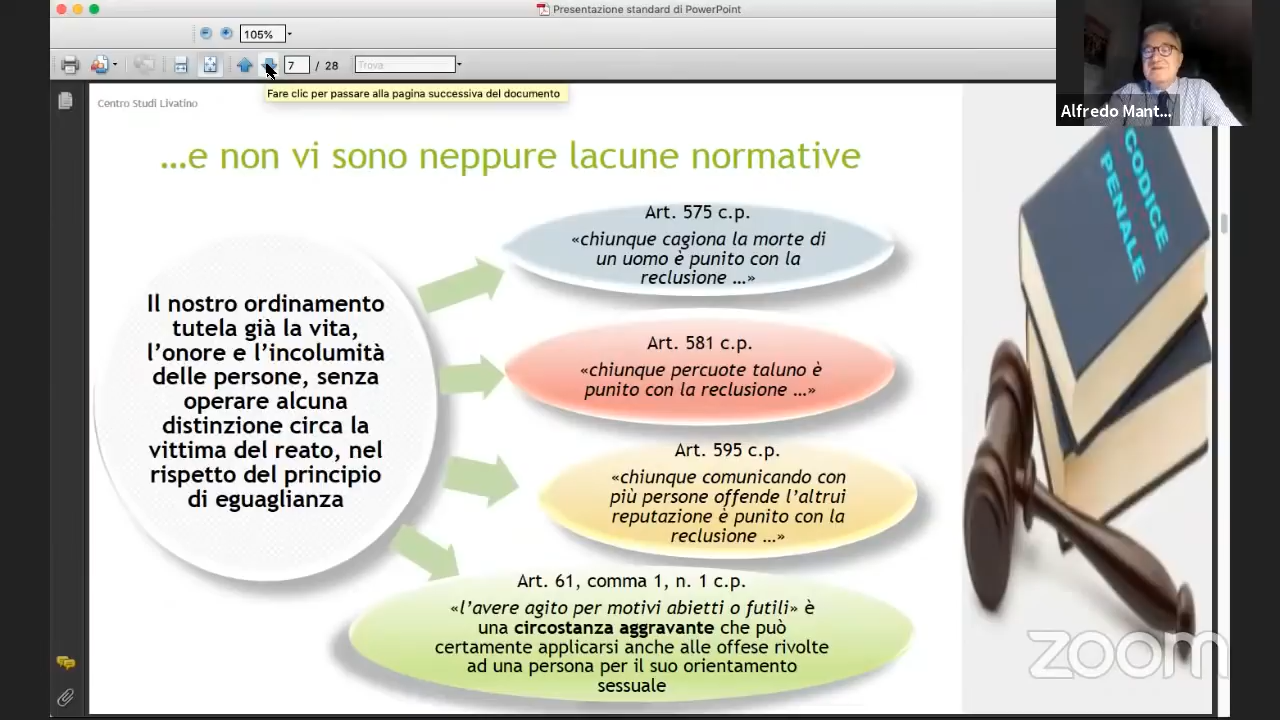 Presentazione standard di PowerPoint
105%
7 / 28
Trova
Fare clic per passare alla pagina successiva del documento
Alfredo Mant...
Centro Studi Livatino
...e non vi sono neppure lacune normative
Il nostro ordinamento
tutela già la vita,
l'onore e l'incolumità
delle persone, senza
operare alcuna
distinzione circa la
vittima del reato, nel
rispetto del principio
di eguaglianza
Art. 575 c.p.
«chiunque cagiona la morte di
un uomo è punito con la
reclusione ...»
Art. 581 c.p.
«chiunque percuote taluno è
punito con la reclusione ...»
Art. 595 c.p.
«chiunque comunicando con
più persone offende l'altrui
reputazione è punito con la
reclusione ...»
Art. 61, comma 1, n. 1 c.p.
«l'avere agito per motivi abietti o futili» è
una circostanza aggravante che può
certamente applicarsi anche alle offese rivolte
ad una persona per il suo orientamento
sessuale
CODICE
PENALE
zoom